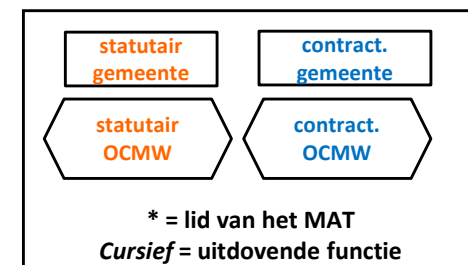 statutair
gemeente
contract.
gemeente
statutair
OCMW
contract.
OCMW
* = lid van het MAT
Cursief = uitdovende functie